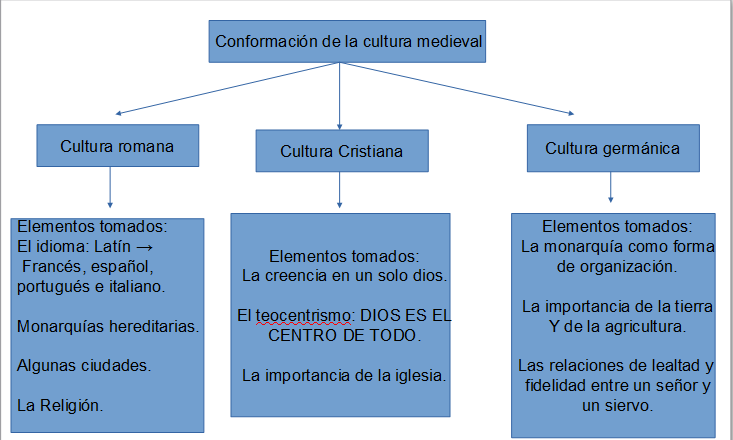 Conformación de la cultura medieval
Cultura romana
Cultura Cristiana
Cultura germánica
Elementos tomados:
El idioma: Latín →
Francés, español,
portugués e italiano.
Monarquías hereditarias.
Algunas ciudades.
La Religión.
Elementos tomados:
La creencia en un solo dios.
El teocentrismo: DIOS ES EL
CENTRO DE TODO.
La importancia de la iglesia.
Elementos tomados:
La monarquía como forma
de organización.
La importancia de la tierra
Y de la agricultura.
Las relaciones de lealtad y
fidelidad entre un señor y
un siervo.